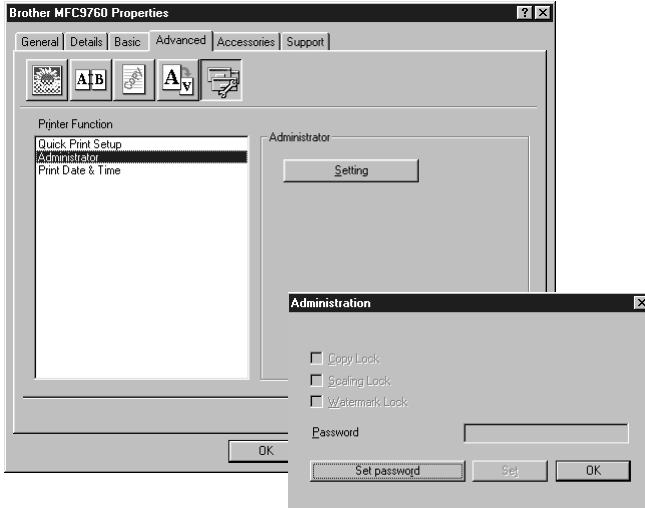 Brother MFC9760 Properties
? X
General Details Basic Advanced Accessories Support
A B
A A
Printer Function
Quick Print Setup
Administrator
Print Date & Time
Administrator
Setting
OK
Administration
X
Copy Lock
Scaling Lock
Watermark Lock
Password
Set password Set OK